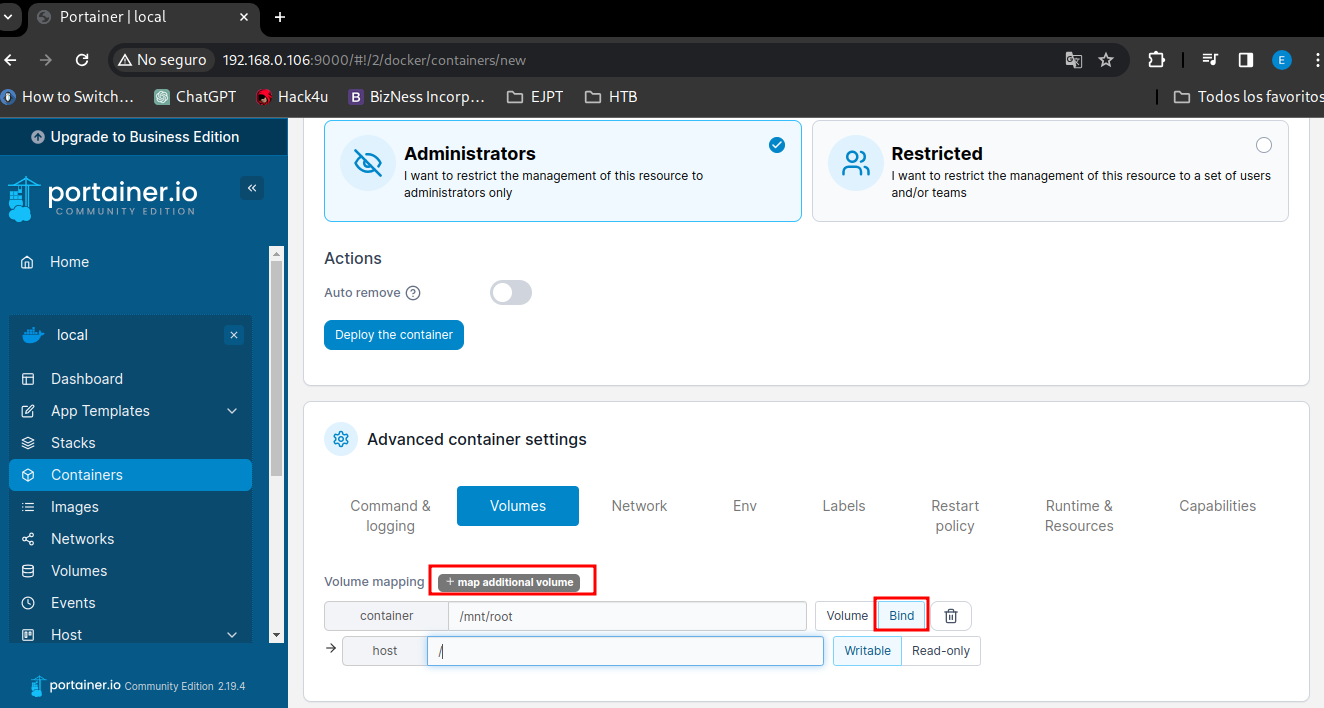 Portainer | local
No seguro 192.168.0.106:9000/#!/2/docker/containers/new E
How to Switch… ChatGPT Hack4u B BizNess Incorp… EJPT HTB Todos los favoritos
Upgrade to Business Edition
portainer.io
COMMUNITY EDITION
Home
local
Dashboard
App Templates
Stacks
Containers
Images
Networks
Volumes
Events
Host
portainer.io Community Edition 2.19.4
Administrators
I want to restrict the management of this resource to
administrators only
Restricted
I want to restrict the management of this resource to a set of users
and/or teams
Actions
Auto remove ?
Deploy the container
Advanced container settings
Command &
logging
Volumes
Network
Env
Labels
Restart
policy
Runtime &
Resources
Capabilities
Volume mapping + map additional volume
container /mnt/root Volume Bind
→ host / Writable Read-only